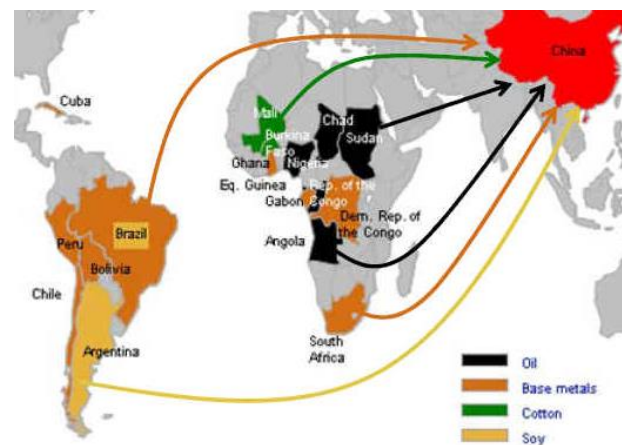 China
Cuba
Mali
Burkina
Faso
Chad
Sudan
Ghana
Nigeria
Eq. Guinea
Rep. of the
Congo
Gabon
Dem. Rep. of
the Congo
Brazil
Peru
Bolivia
Angola
Chile
Argentina
South
Africa
Oil
Base metals
Cotton
Soy